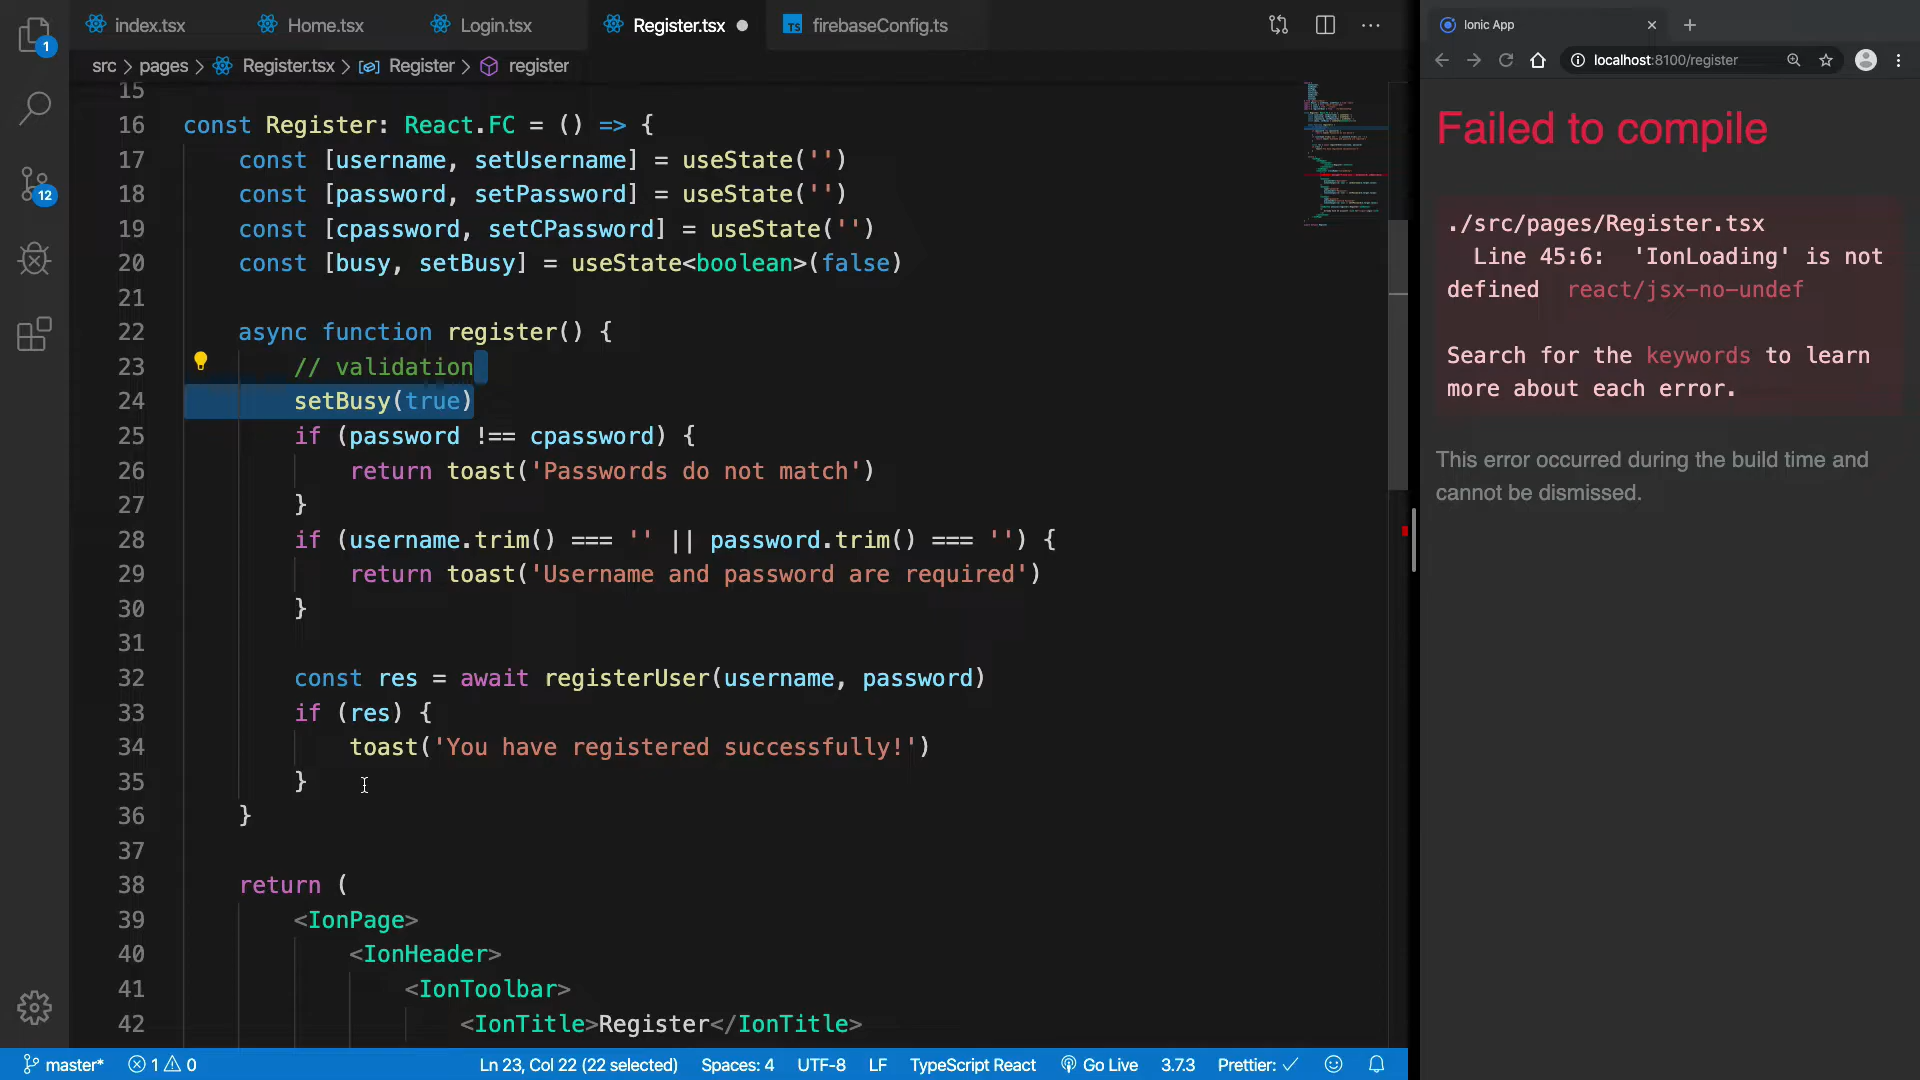 index.tsx
Home.tsx
Login.tsx
Register.tsx
TS firebaseConfig.ts
src > pages > Register.tsx > Register > register
1
12
15
16 const Register: React.FC = () => {
17 const [username, setUsername] = useState('')
18 const [password, setPassword] = useState('')
19 const [cpassword, setCPassword] = useState('')
20 const [busy, setBusy] = useState<boolean>(false)
21
22 async function register() {
23 // validation
24 setBusy(true)
25 if (password !== cpassword) {
26 return toast('Passwords do not match')
27 }
28 if (username.trim() === '' || password.trim() === '') {
29 return toast('Username and password are required')
30 }
31
32 const res = await registerUser(username, password)
33 if (res) {
34 toast('You have registered successfully!')
35 }
36 }
37
38 return (
39 <IonPage>
40 <IonHeader>
41 <IonToolbar>
42 <IonTitle>Register</IonTitle>
master* 1 0 Ln 23, Col 22 (22 selected) Spaces: 4 UTF-8 LF TypeScript React Go Live 3.7.3 Prettier: ✓
Ionic App
localhost:8100/register
Failed to compile
./src/pages/Register.tsx
Line 45:6: 'IonLoading' is not
defined react/jsx-no-undef
Search for the keywords to learn
more about each error.
This error occurred during the build time and
cannot be dismissed.